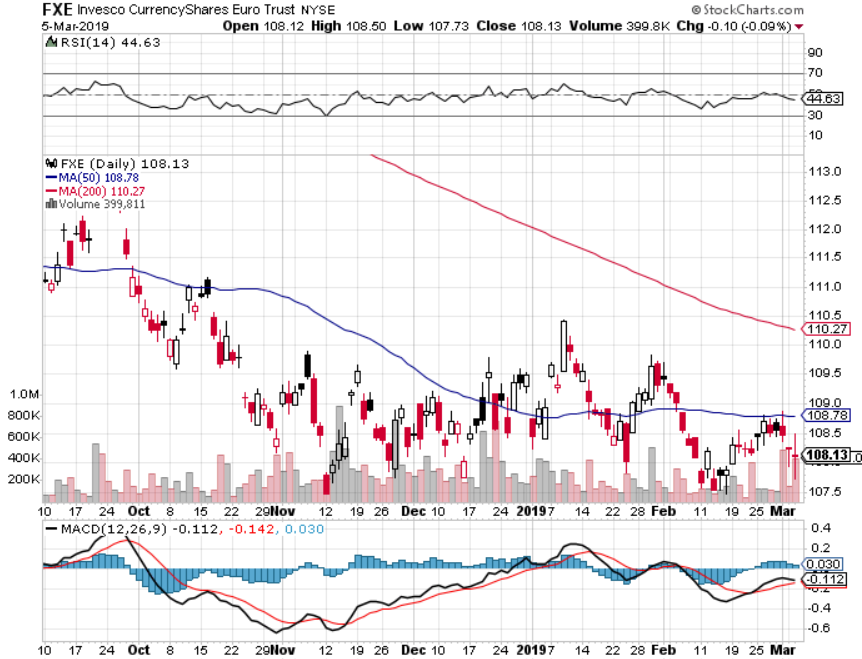 FXE Invesco CurrencyShares Euro Trust NYSE © StockCharts.com
5-Mar-2019 Open 108.12 High 108.50 Low 107.73 Close 108.13 Volume 399.8K Chg -0.10 (-0.09%)
RSI(14) 44.63
90
70
44.63
30
10
FXE (Daily) 108.13
MA(50) 108.78
MA(200) 110.27
Volume 399,811
113.0
112.5
112.0
111.5
111.0
110.5
110.27
110.0
109.5
1.0M 109.0
800K 108.78
600K 108.5
400K 108.13
200K 107.5
10 17 24 Oct 8 15 22 29 Nov 12 19 26 Dec 10 17 24 2019 7 14 22 28 Feb 11 19 25 Mar
MACD(12,26,9) -0.112, -0.142, 0.030
0.4
0.2
0.030
-0.112
-0.2
-0.4
-0.6
10 17 24 Oct 8 15 22 29 Nov 12 19 26 Dec 10 17 24 2019 7 14 22 28 Feb 11 19 25 Mar